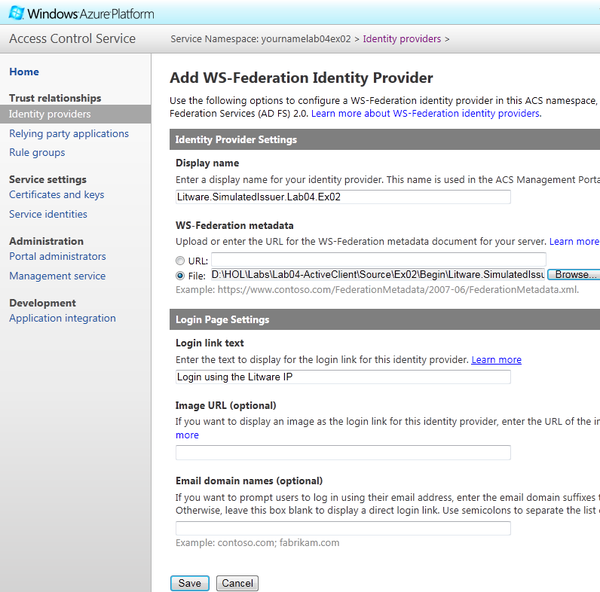 Windows Azure Platform
Access Control Service
Service Namespace: yournamelab04ex02 > Identity providers >
Home
Trust relationships
Identity providers
Relying party applications
Rule groups
Service settings
Certificates and keys
Service identities
Administration
Portal administrators
Management service
Development
Application integration
Add WS-Federation Identity Provider
Use the following options to configure a WS-Federation identity provider in this ACS namespace,
Federation Services (AD FS) 2.0. Learn more about WS-Federation identity providers.
Identity Provider Settings
Display name
Enter a display name for your identity provider. This name is used in the ACS Management Porta
Litware.SimulatedIssuer.Lab04.Ex02
WS-Federation metadata
Upload or enter the URL for the WS-Federation metadata document for your server. Learn more
URL:
File: D:\HOL\Labs\Lab04-ActiveClient\Source\Ex02\Begin\Litware.SimulatedIssu Browse...
Example: https://www.contoso.com/FederationMetadata/2007-06/FederationMetadata.xml.
Login Page Settings
Login link text
Enter the text to display for the login link for this identity provider. Learn more
Login using the Litware IP
Image URL (optional)
If you want to display an image as the login link for this identity provider, enter the URL of the in
more
Email domain names (optional)
If you want to prompt users to log in using their email address, enter the email domain suffixes t
Otherwise, leave this box blank to display a direct login link. Use semicolons to separate the list
Example: contoso.com; fabrikam.com
Save Cancel